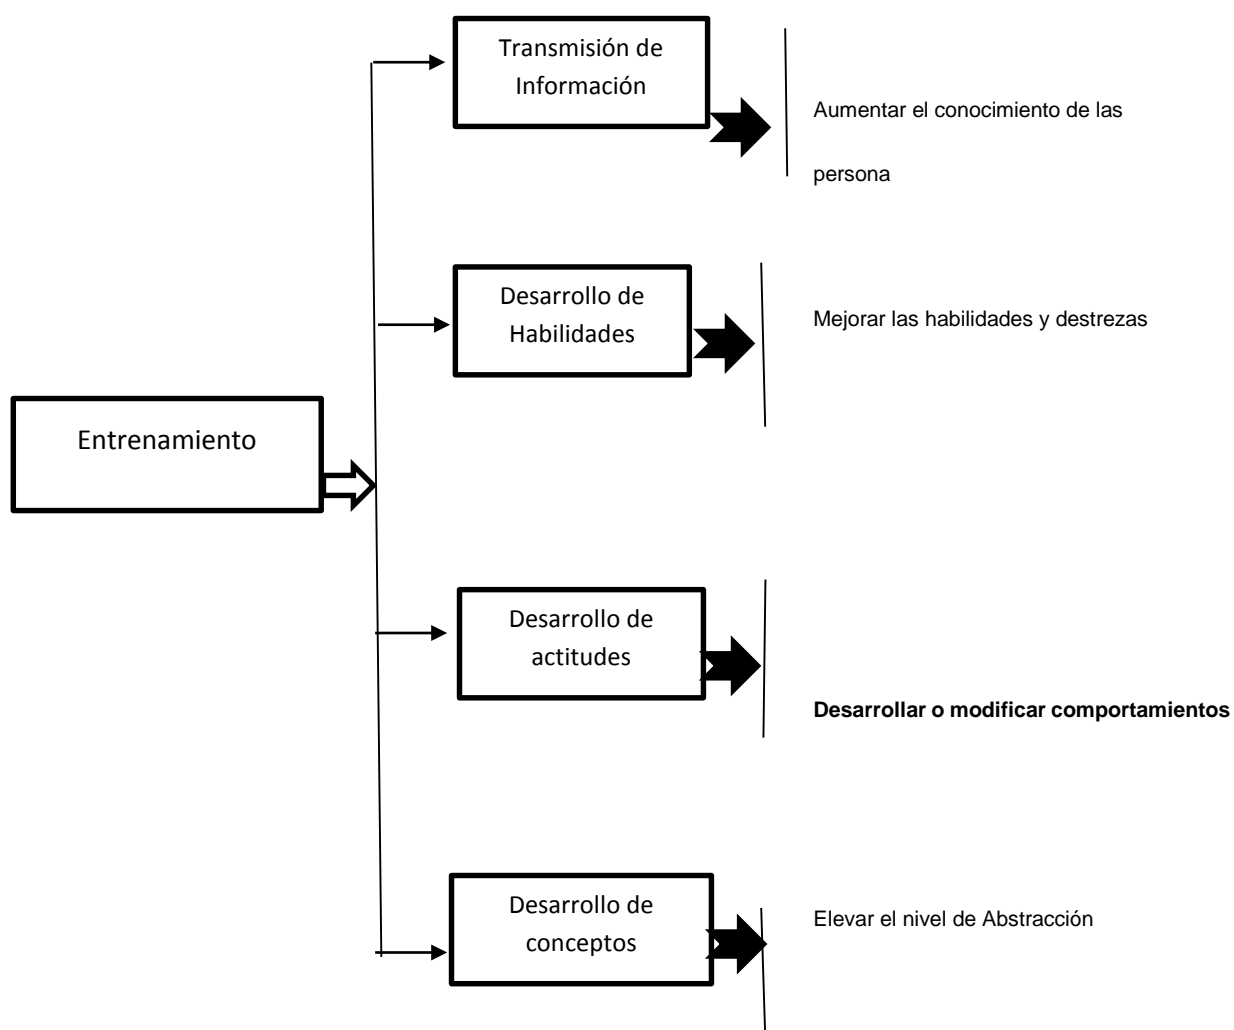 Transmisión de
Información
Aumentar el conocimiento de las
persona
Desarrollo de
Habilidades
Mejorar las habilidades y destrezas
Entrenamiento
Desarrollo de
actitudes
Desarrollar o modificar comportamientos
Desarrollo de
conceptos
Elevar el nivel de Abstracción